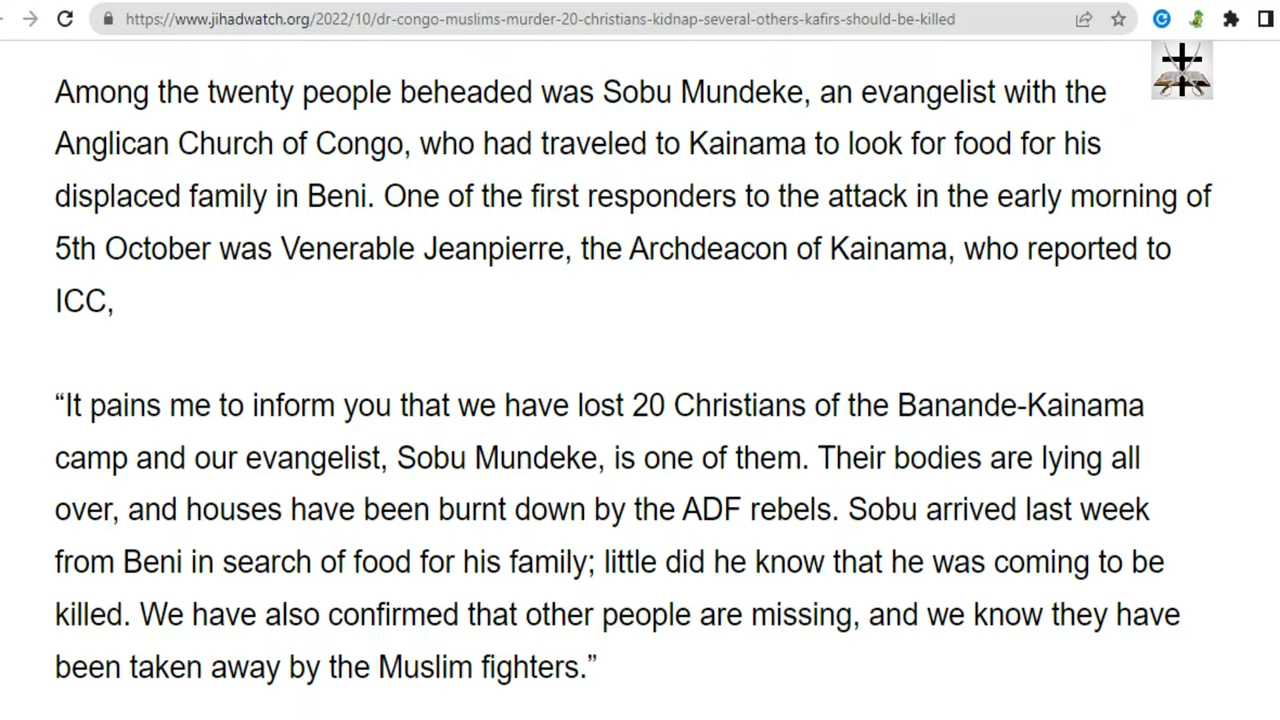 https://www.jihadwatch.org/2022/10/dr-congo-muslims-murder-20-christians-kidnap-several-others-kafirs-should-be-killed
Among the twenty people beheaded was Sobu Mundeke, an evangelist with the
Anglican Church of Congo, who had traveled to Kainama to look for food for his
displaced family in Beni. One of the first responders to the attack in the early morning of
5th October was Venerable Jeanpierre, the Archdeacon of Kainama, who reported to
ICC,
“It pains me to inform you that we have lost 20 Christians of the Banande-Kainama
camp and our evangelist, Sobu Mundeke, is one of them. Their bodies are lying all
over, and houses have been burnt down by the ADF rebels. Sobu arrived last week
from Beni in search of food for his family; little did he know that he was coming to be
killed. We have also confirmed that other people are missing, and we know they have
been taken away by the Muslim fighters.”